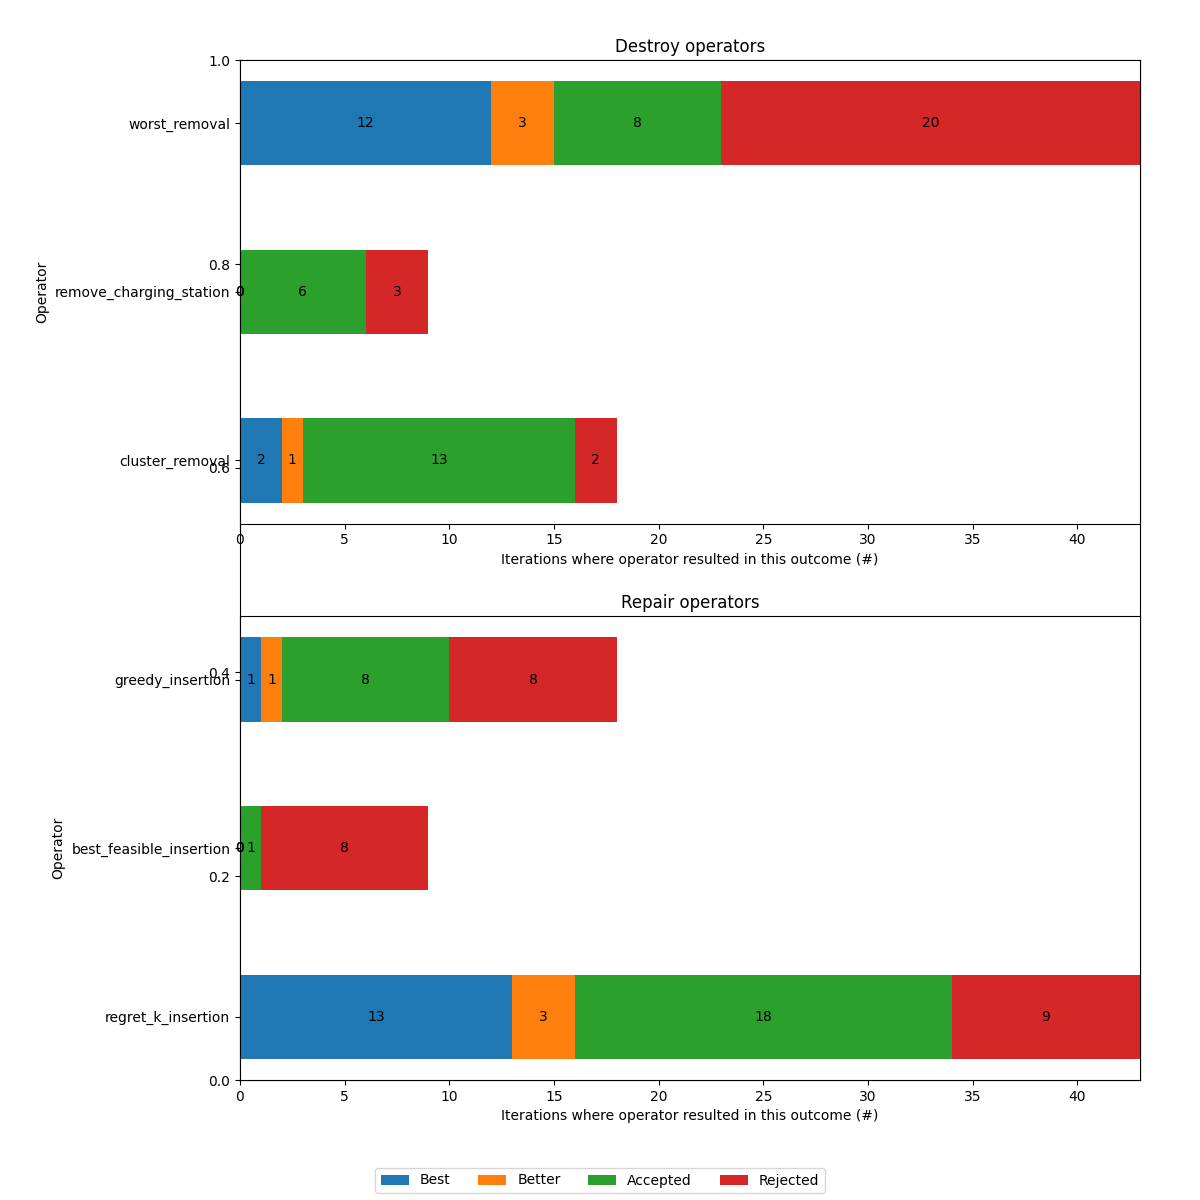 Destroy operators
1.0
worst_removal 12 3 8 20
0.8
Operator
remove_charging_station 0 0 6 3
cluster_removal 2 1 13 2
0.6
0 5 10 15 20 25 30 35 40
Iterations where operator resulted in this outcome (#)
Repair operators
0.4
greedy_insertion 1 1 8 8
Operator
best_feasible_insertion 0 0 1 8
0.2
regret_k_insertion 13 3 18 9
0.0
0 5 10 15 20 25 30 35 40
Iterations where operator resulted in this outcome (#)
Best Better Accepted Rejected